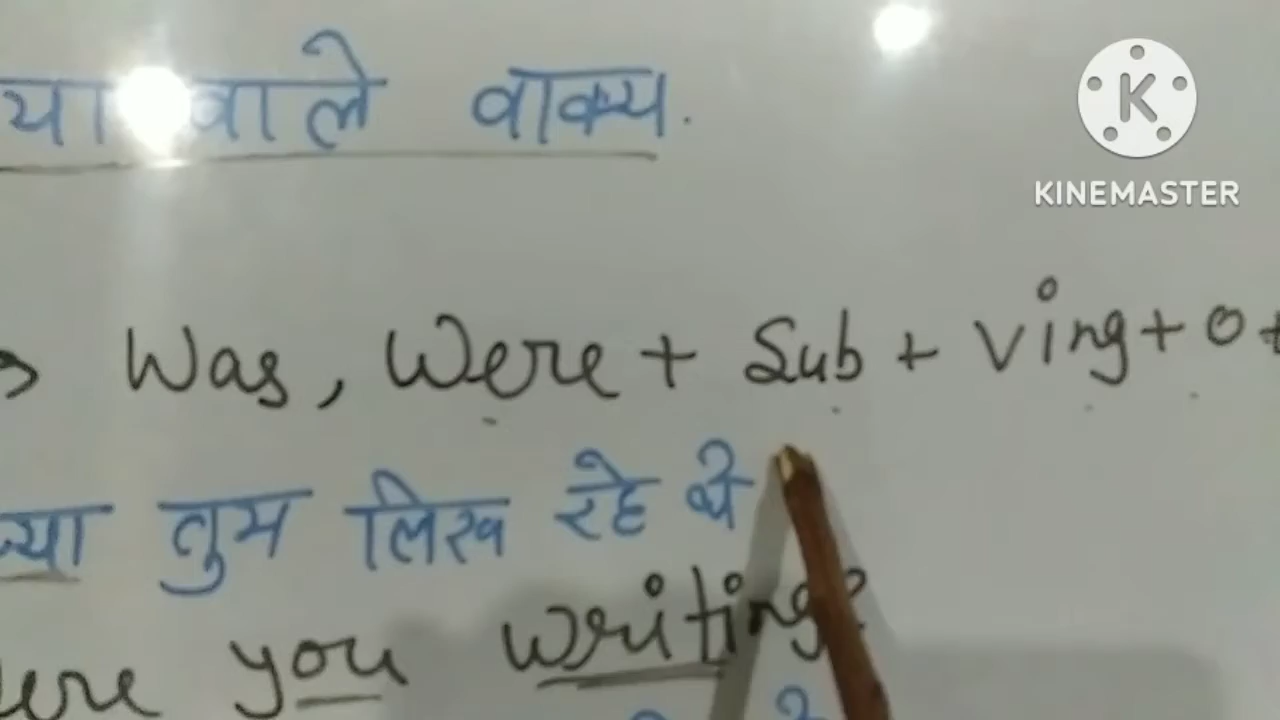 वाले वाक्य.
KINEMASTER
Was, Were + Sub + Ving + O +
तुम लिख रहे थे
you writing?